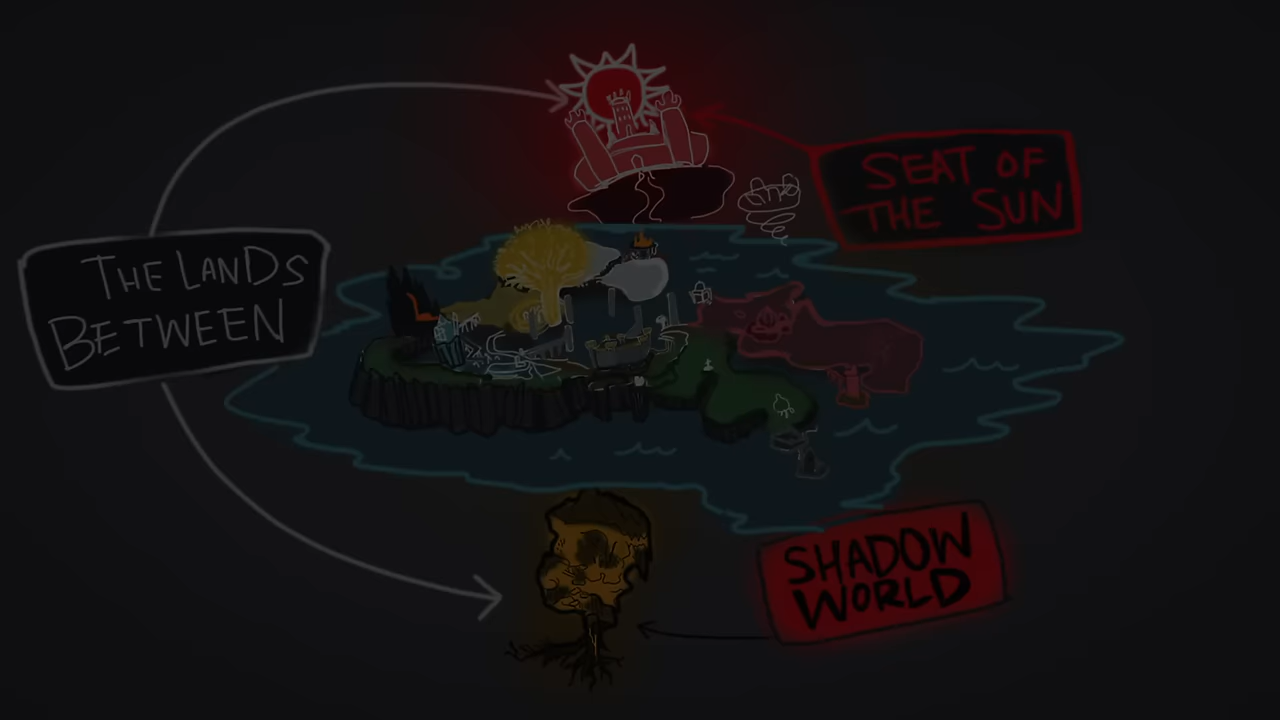 SEAT OF
THE SUN
THE LANDS
BETWEEN
SHADOW
WORLD